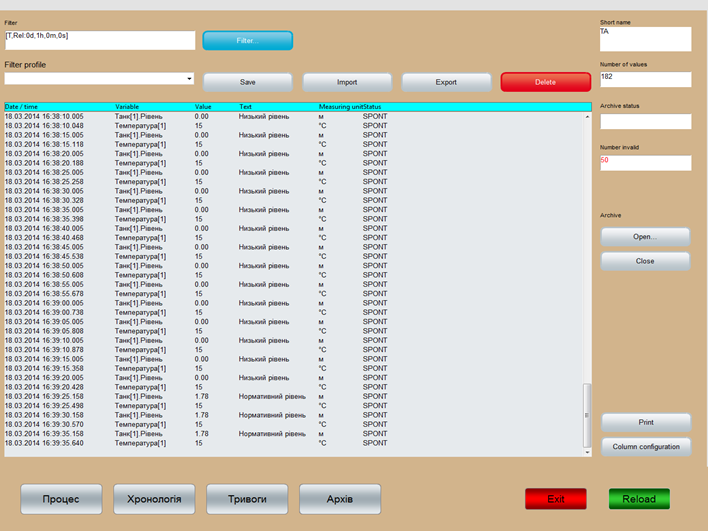 Filter
Short name
[T,Rel:0d,1h,0m,0s]
Filter...
TA
Filter profile
Number of values
182
Save Import Export Delete
Date / time Variable Value Text Measuring unit Status
Archive status
18.03.2014 16:38:10.005 Танк[1].Рівень 0.00 Низький рівень м SPONT
18.03.2014 16:38:10.048 Температура[1] 15 °C SPONT
18.03.2014 16:38:15.005 Танк[1].Рівень 0.00 Низький рівень м SPONT
18.03.2014 16:38:15.118 Температура[1] 15 °C SPONT
18.03.2014 16:38:20.005 Танк[1].Рівень 0.00 Низький рівень м SPONT
18.03.2014 16:38:20.188 Температура[1] 15 °C SPONT
18.03.2014 16:38:25.005 Танк[1].Рівень 0.00 Низький рівень м SPONT
18.03.2014 16:38:25.258 Температура[1] 15 °C SPONT
18.03.2014 16:38:30.005 Танк[1].Рівень 0.00 Низький рівень м SPONT
18.03.2014 16:38:30.328 Температура[1] 15 °C SPONT
18.03.2014 16:38:35.005 Танк[1].Рівень 0.00 Низький рівень м SPONT
18.03.2014 16:38:35.398 Температура[1] 15 °C SPONT
18.03.2014 16:38:40.005 Танк[1].Рівень 0.00 Низький рівень м SPONT
18.03.2014 16:38:40.468 Температура[1] 15 °C SPONT
18.03.2014 16:38:45.005 Танк[1].Рівень 0.00 Низький рівень м SPONT
18.03.2014 16:38:45.538 Температура[1] 15 °C SPONT
18.03.2014 16:38:50.005 Танк[1].Рівень 0.00 Низький рівень м SPONT
18.03.2014 16:38:50.608 Температура[1] 15 °C SPONT
18.03.2014 16:38:55.005 Танк[1].Рівень 0.00 Низький рівень м SPONT
18.03.2014 16:38:55.678 Температура[1] 15 °C SPONT
18.03.2014 16:39:00.005 Танк[1].Рівень 0.00 Низький рівень м SPONT
18.03.2014 16:39:00.738 Температура[1] 15 °C SPONT
18.03.2014 16:39:05.005 Танк[1].Рівень 0.00 Низький рівень м SPONT
18.03.2014 16:39:05.808 Температура[1] 15 °C SPONT
18.03.2014 16:39:10.005 Танк[1].Рівень 0.00 Низький рівень м SPONT
18.03.2014 16:39:10.878 Температура[1] 15 °C SPONT
18.03.2014 16:39:15.005 Танк[1].Рівень 0.00 Низький рівень м SPONT
18.03.2014 16:39:15.358 Температура[1] 15 °C SPONT
18.03.2014 16:39:20.005 Танк[1].Рівень 0.00 Низький рівень м SPONT
18.03.2014 16:39:20.428 Температура[1] 15 °C SPONT
18.03.2014 16:39:25.158 Танк[1].Рівень 1.78 Нормативний рівень м SPONT
18.03.2014 16:39:25.498 Температура[1] 15 °C SPONT
18.03.2014 16:39:30.158 Танк[1].Рівень 1.78 Нормативний рівень м SPONT
18.03.2014 16:39:30.570 Температура[1] 15 °C SPONT
18.03.2014 16:39:35.158 Танк[1].Рівень 1.78 Нормативний рівень м SPONT
18.03.2014 16:39:35.640 Температура[1] 15 °C SPONT
Number invalid
50
Archive
Open...
Close
Print
Column configuration
Процес Хронологія Тривоги Архів Exit Reload